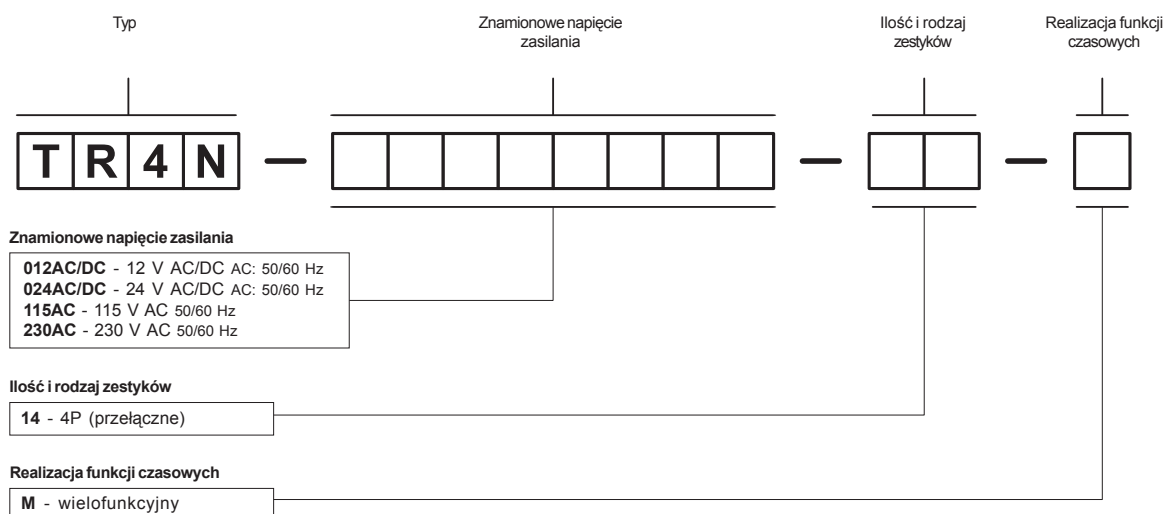 Typ
Znamionowe napięcie
zasilania
Ilość i rodzaj
zestyków
Realizacja funkcji
czasowych
TR4N — — —
Znamionowe napięcie zasilania
012AC/DC - 12 V AC/DC AC: 50/60 Hz
024AC/DC - 24 V AC/DC AC: 50/60 Hz
115AC - 115 V AC 50/60 Hz
230AC - 230 V AC 50/60 Hz
Ilość i rodzaj zestyków
14 - 4P (przełączne)
Realizacja funkcji czasowych
M - wielofunkcyjny